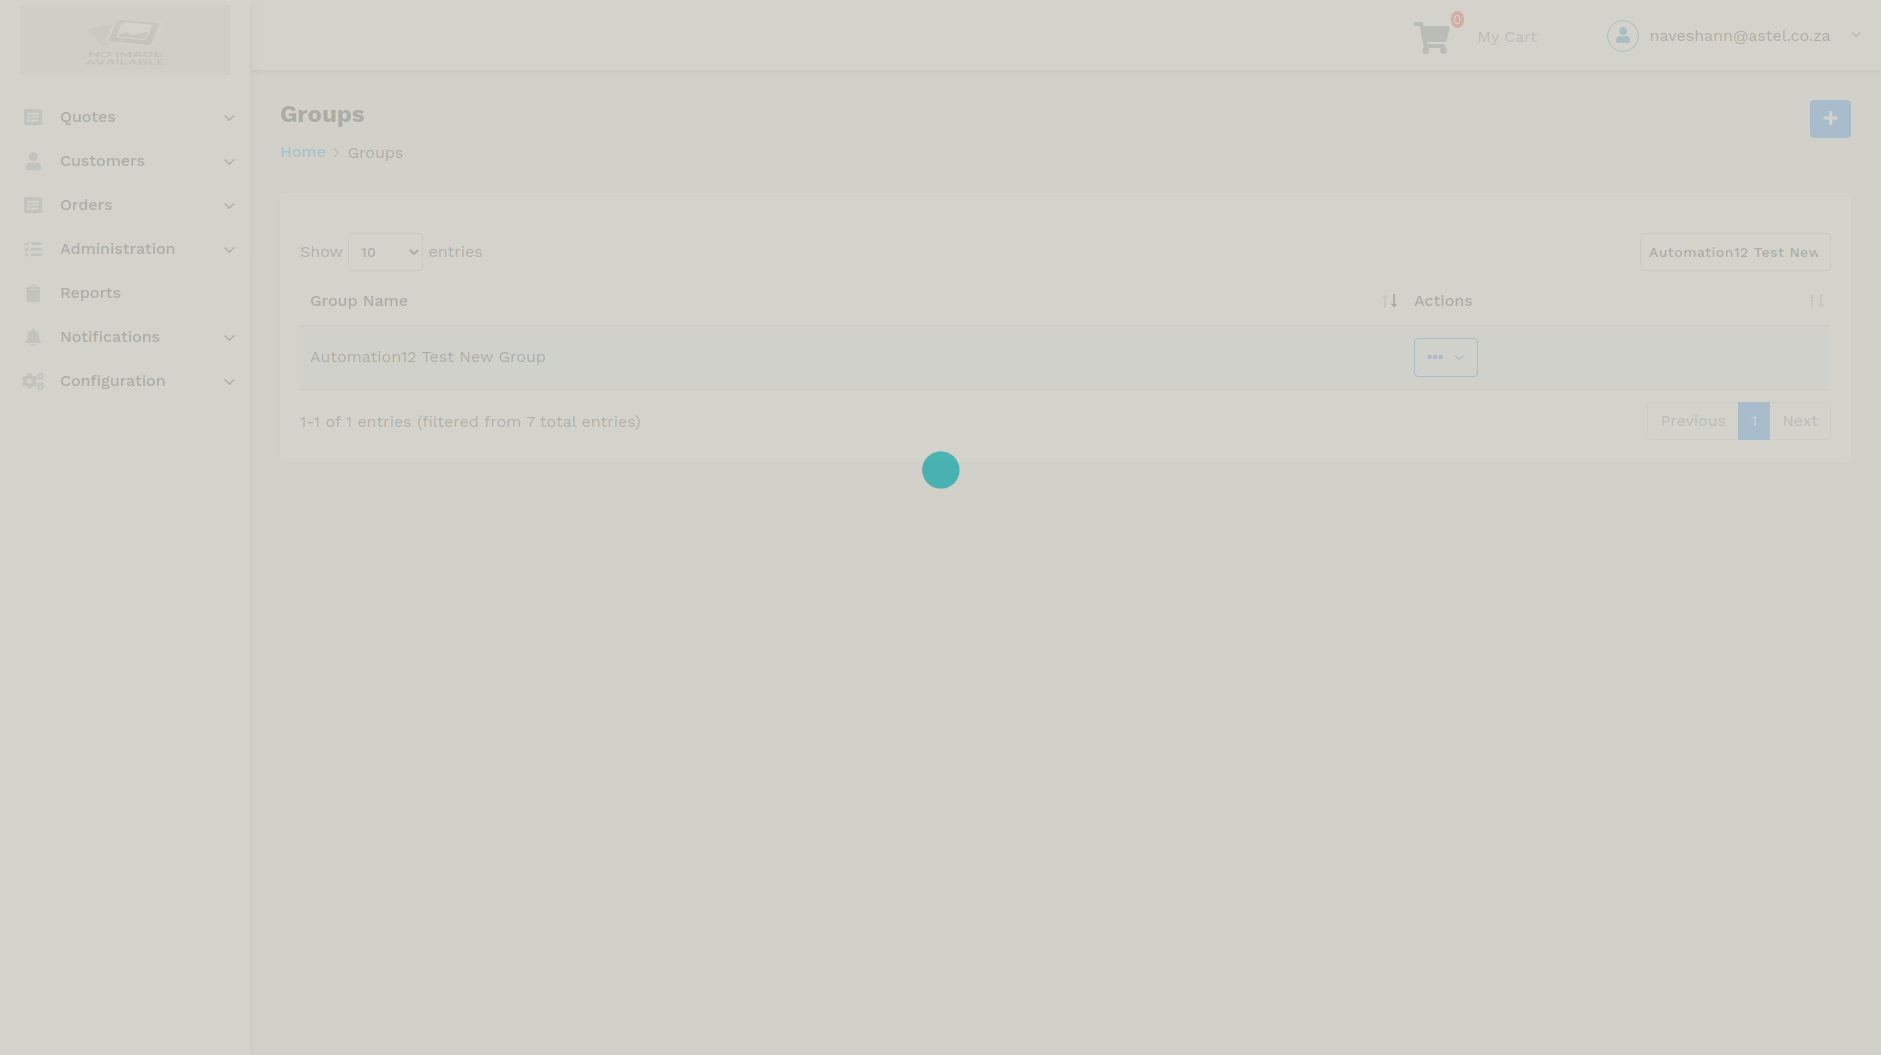 NO IMAGE
AVAILABLE
0
My Cart
naveshann@astel.co.za
Quotes
Customers
Orders
Administration
Reports
Notifications
Configuration
Groups
Home > Groups
Show 10 entries
Automation12 Test New
Group Name
Actions
Automation12 Test New Group
1-1 of 1 entries (filtered from 7 total entries)
Previous 1 Next